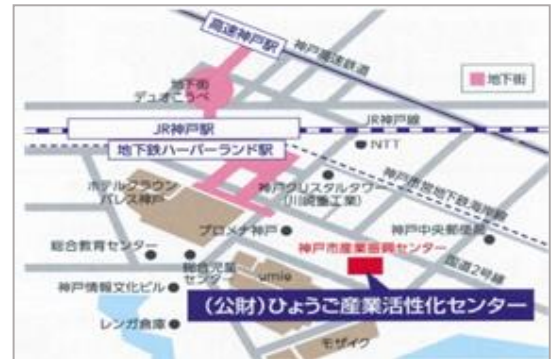 高速神戸駅
神戸高速鉄道
地下街
デュオこうべ
地下街
JR神戸駅
JR神戸線
地下鉄ハーバーランド駅
NTT
神戸市営地下鉄海岸線
ホテルクラウン
パレス神戸
神戸クリスタルタワー
(川崎重工業)
プロメナ神戸
神戸中央郵便局
総合教育センター
神戸市産業振興センター
国道2号線
総合児童
センター
umie
神戸情報文化ビル
(公財)ひょうご産業活性化センター
レンガ倉庫
モザイク